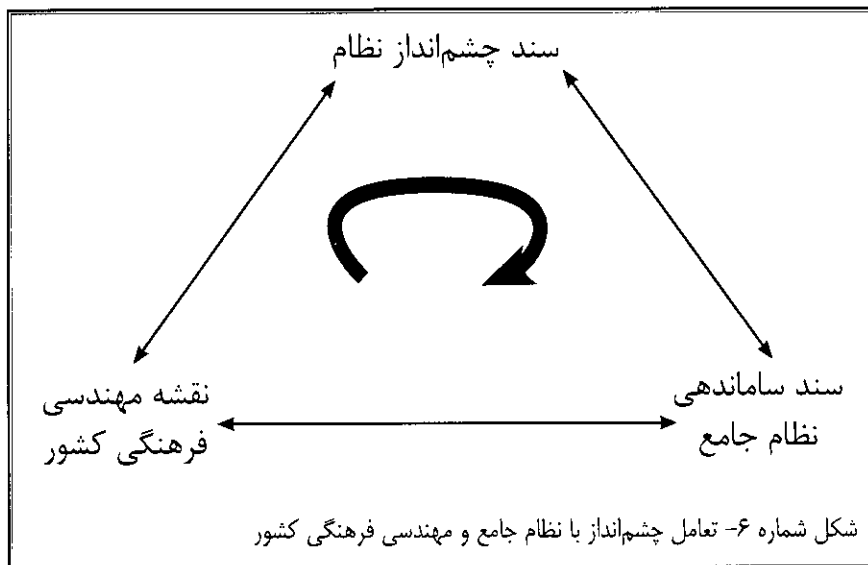 سند چشم‌انداز نظام
سند ساماندهی
نظام جامع
نقشه مهندسی
فرهنگی کشور
شکل شماره ۶- تعامل چشم‌انداز با نظام جامع و مهندسی فرهنگی کشور